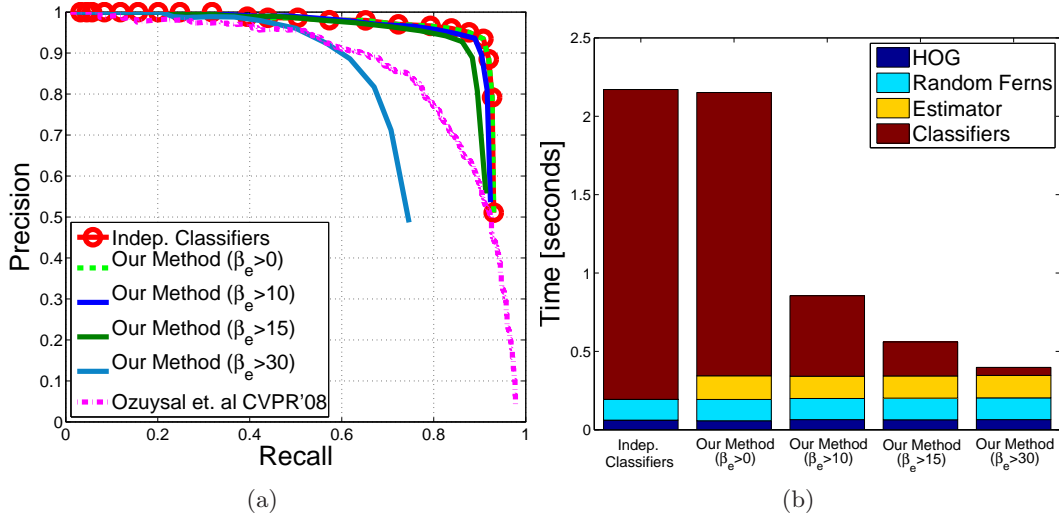 1
0.9
0.8
0.7
0.6
0.5
0.4
0.3
0.2
0.1
0
Precision
0 0.2 0.4 0.6 0.8 1
Recall
Indep. Classifiers
Our Method (βe>0)
Our Method (βe>10)
Our Method (βe>15)
Our Method (βe>30)
Ozuysal et. al CVPR'08
(a)
2.5
2
1.5
1
0.5
0
Time [seconds]
HOG
Random Ferns
Estimator
Classifiers
Indep. Classifiers
Our Method (βe>0)
Our Method (βe>10)
Our Method (βe>15)
Our Method (βe>30)
(b)